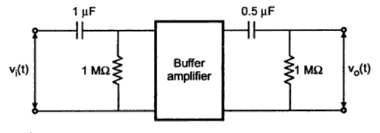 1 μF
0.5 μF
vi(t)
1 MΩ
Buffer
amplifier
1 MΩ
vo(t)